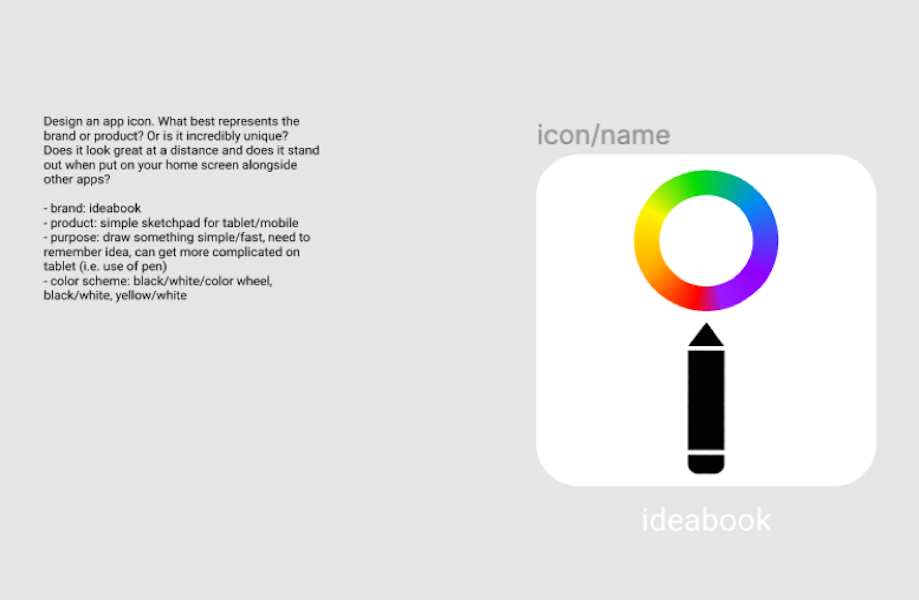 Design an app icon. What best represents the
brand or product? Or is it incredibly unique?
Does it look great at a distance and does it stand
out when put on your home screen alongside
other apps?
- brand: ideabook
- product: simple sketchpad for tablet/mobile
- purpose: draw something simple/fast, need to
remember idea, can get more complicated on
tablet (i.e. use of pen)
- color scheme: black/white/color wheel,
black/white, yellow/white
icon/name
ideabook